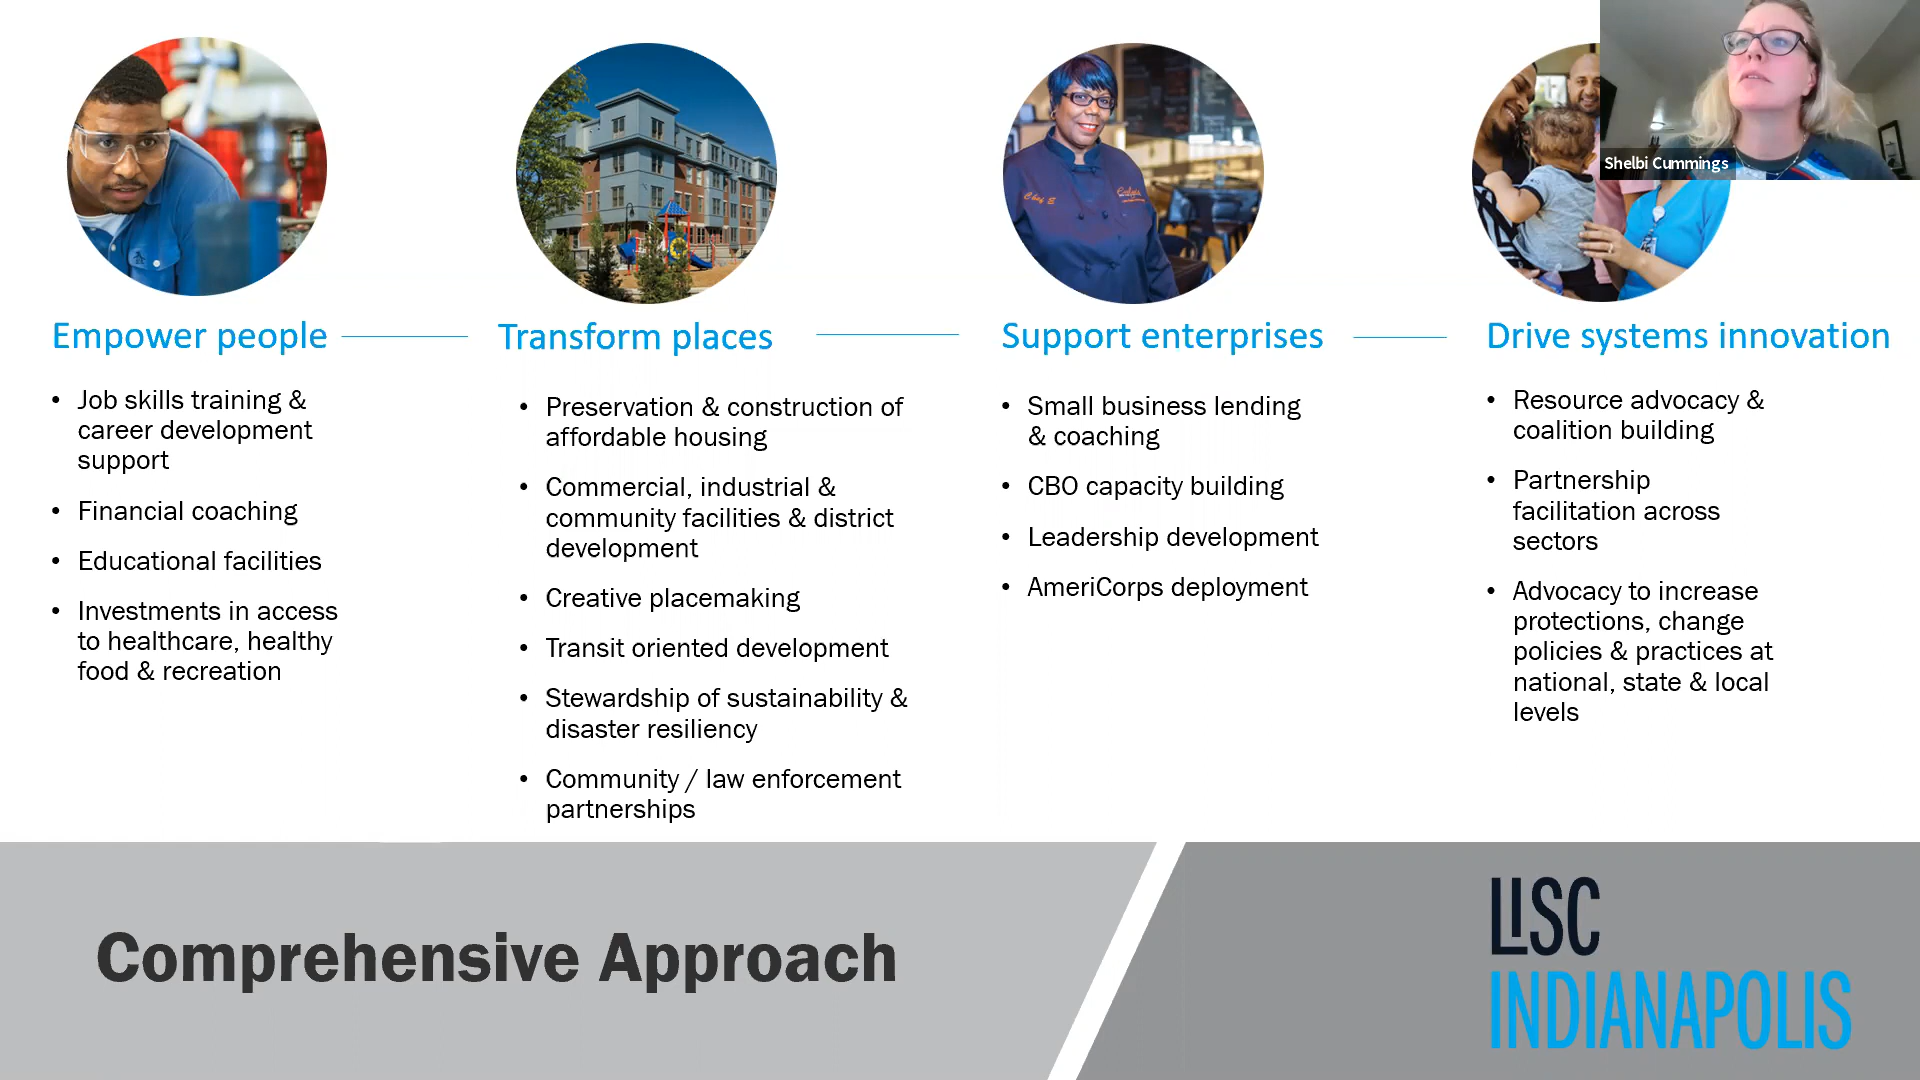 Shelbi Cummings
Chef E
Empower people
Job skills training &
career development
support
Financial coaching
Educational facilities
Investments in access
to healthcare, healthy
food & recreation
Transform places
Preservation & construction of
affordable housing
Commercial, industrial &
community facilities & district
development
Creative placemaking
Transit oriented development
Stewardship of sustainability &
disaster resiliency
Community / law enforcement
partnerships
Support enterprises
Small business lending
& coaching
CBO capacity building
Leadership development
AmeriCorps deployment
Drive systems innovation
Resource advocacy &
coalition building
Partnership
facilitation across
sectors
Advocacy to increase
protections, change
policies & practices at
national, state & local
levels
Comprehensive Approach
LISC
INDIANAPOLIS